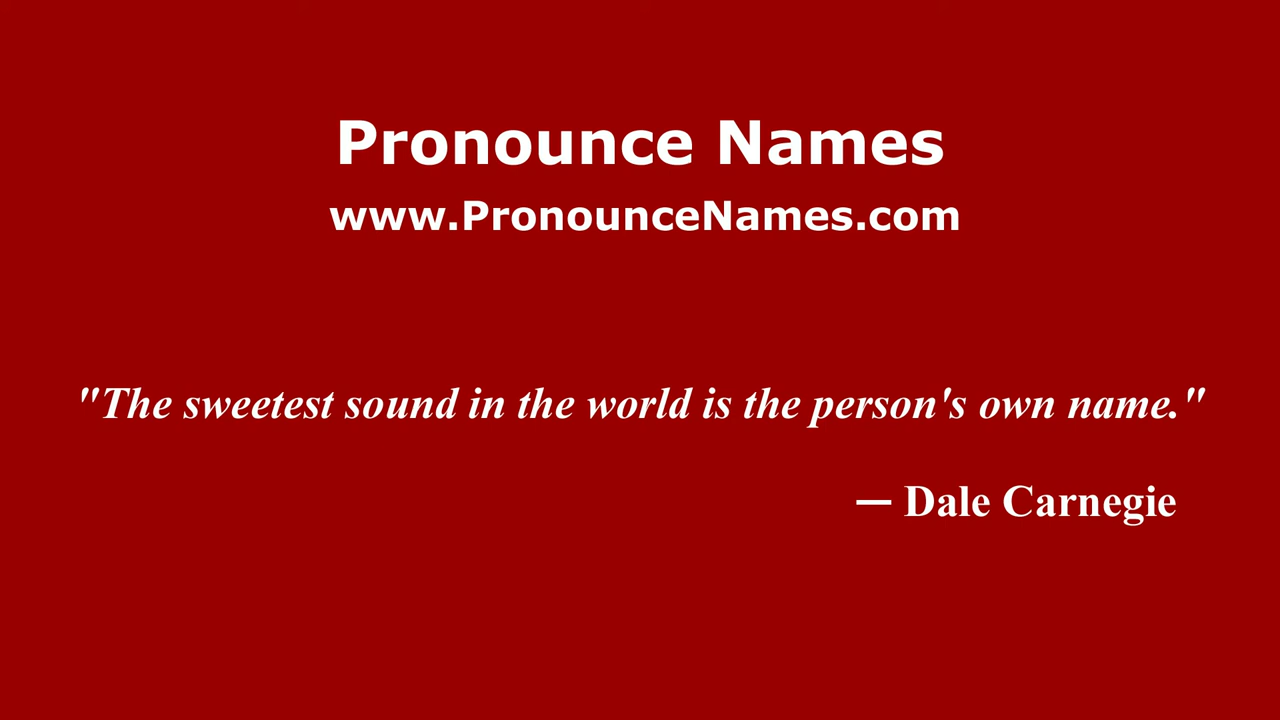 Pronounce Names
www.PronounceNames.com
"The sweetest sound in the world is the person's own name."
— Dale Carnegie